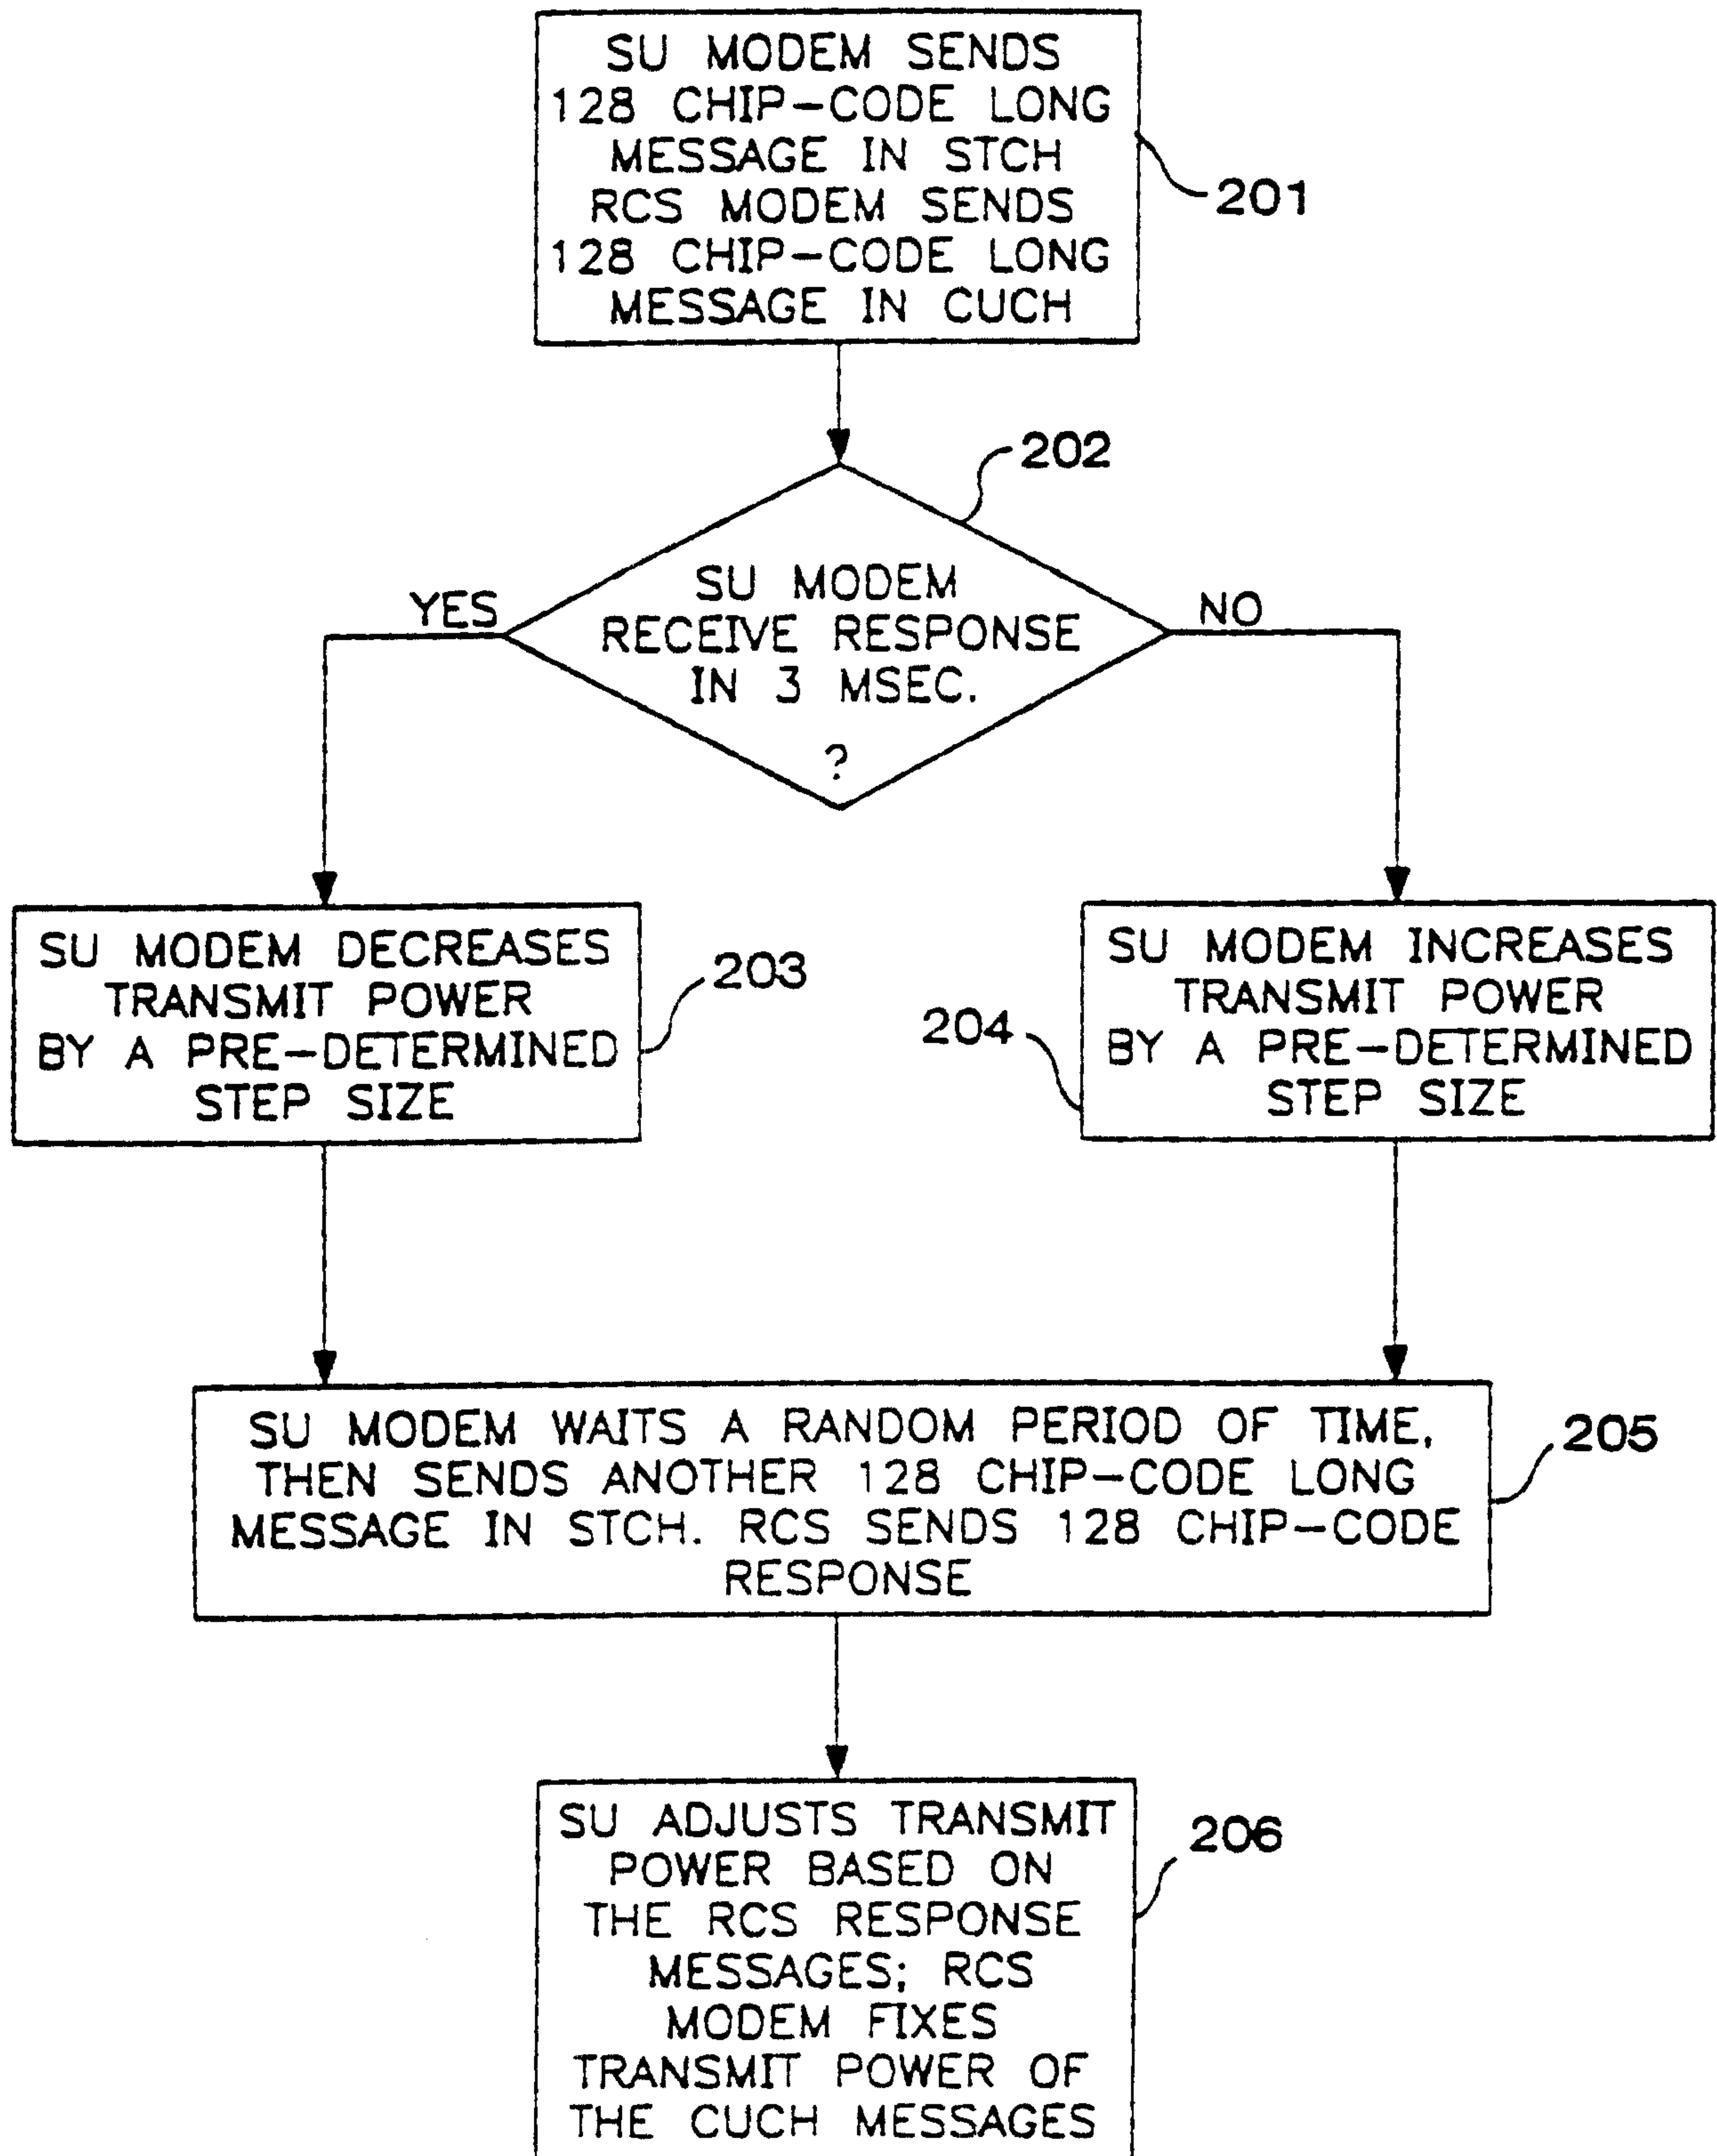 SU MODEM SENDS
128 CHIP-CODE LONG
MESSAGE IN STCH
RCS MODEM SENDS
128 CHIP-CODE LONG
MESSAGE IN CUCH
201
202
SU MODEM
RECEIVE RESPONSE
IN 3 MSEC.
?
YES
NO
SU MODEM DECREASES
TRANSMIT POWER
BY A PRE-DETERMINED
STEP SIZE
203
SU MODEM INCREASES
TRANSMIT POWER
BY A PRE-DETERMINED
STEP SIZE
204
SU MODEM WAITS A RANDOM PERIOD OF TIME,
THEN SENDS ANOTHER 128 CHIP-CODE LONG
MESSAGE IN STCH. RCS SENDS 128 CHIP-CODE
RESPONSE
205
SU ADJUSTS TRANSMIT
POWER BASED ON
THE RCS RESPONSE
MESSAGES; RCS
MODEM FIXES
TRANSMIT POWER OF
THE CUCH MESSAGES
206